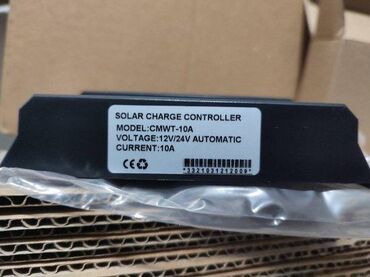 SOLAR CHARGE CONTROLLER
MODEL:CMWT-10A
VOLTAGE:12V/24V AUTOMATIC
CURRENT:10A
CE
*3321031212009*